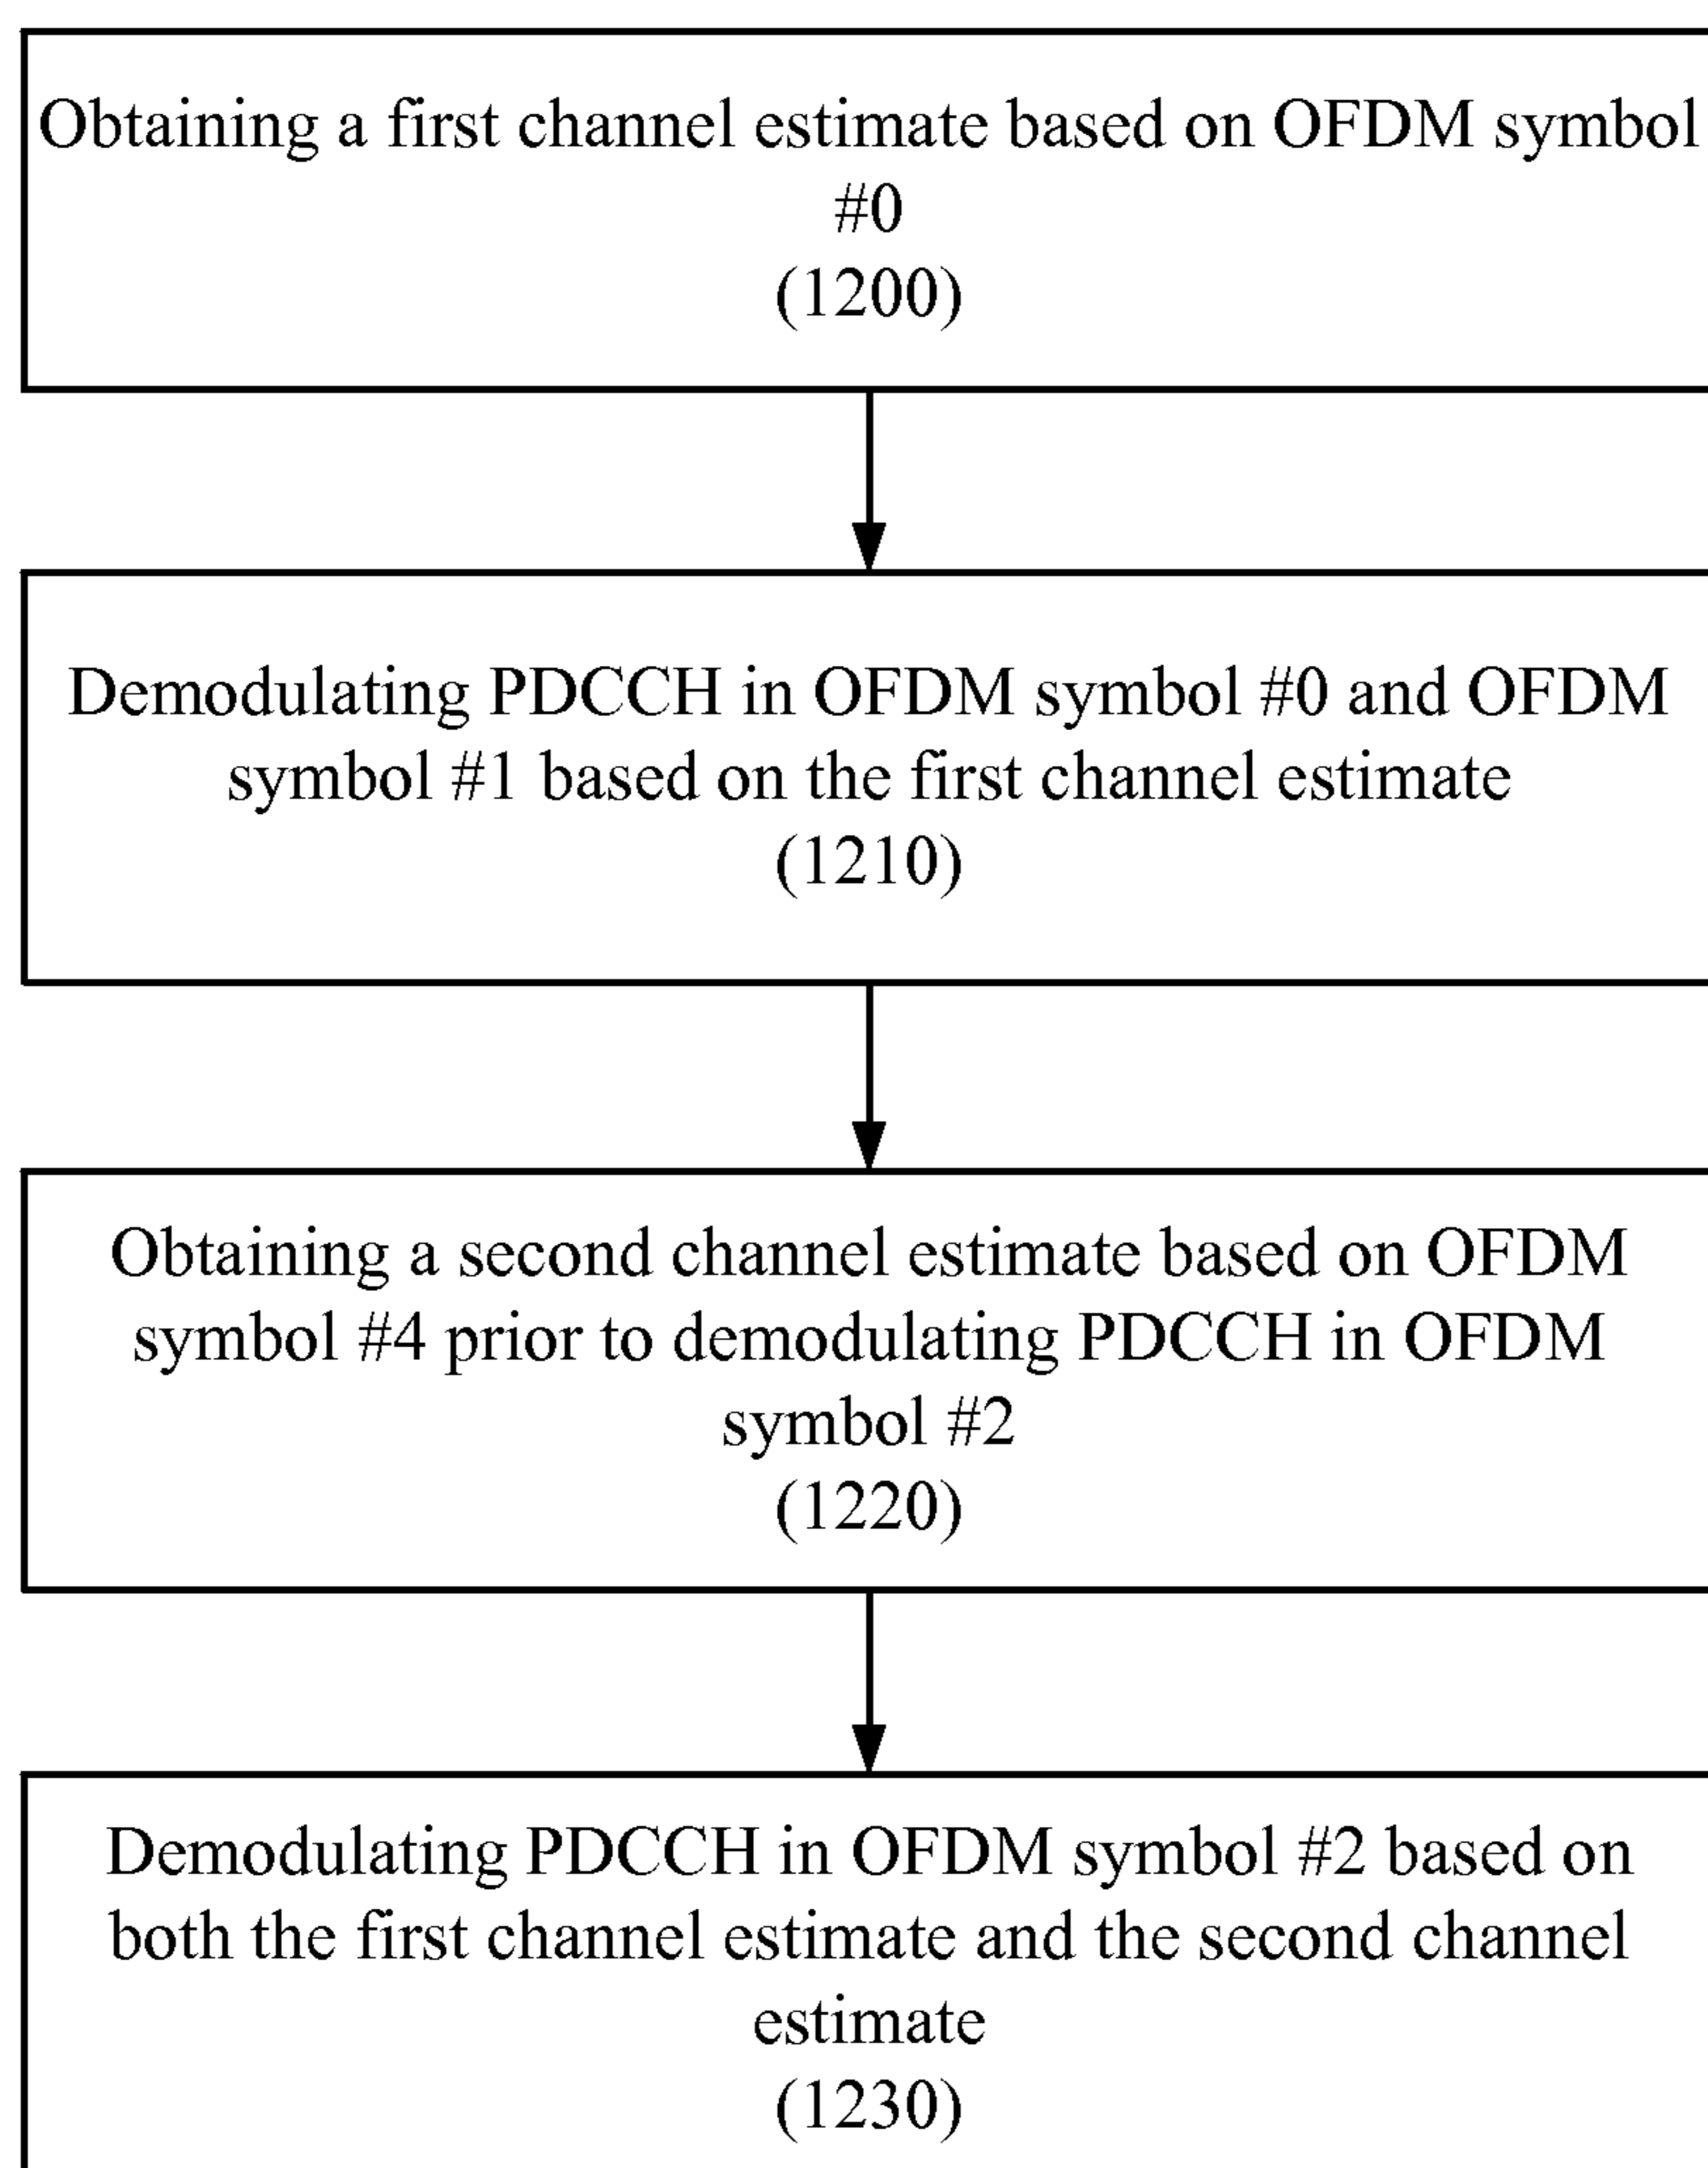 Obtaining a first channel estimate based on OFDM symbol
#0
(1200)
Demodulating PDCCH in OFDM symbol #0 and OFDM
symbol #1 based on the first channel estimate
(1210)
Obtaining a second channel estimate based on OFDM
symbol #4 prior to demodulating PDCCH in OFDM
symbol #2
(1220)
Demodulating PDCCH in OFDM symbol #2 based on
both the first channel estimate and the second channel
estimate
(1230)